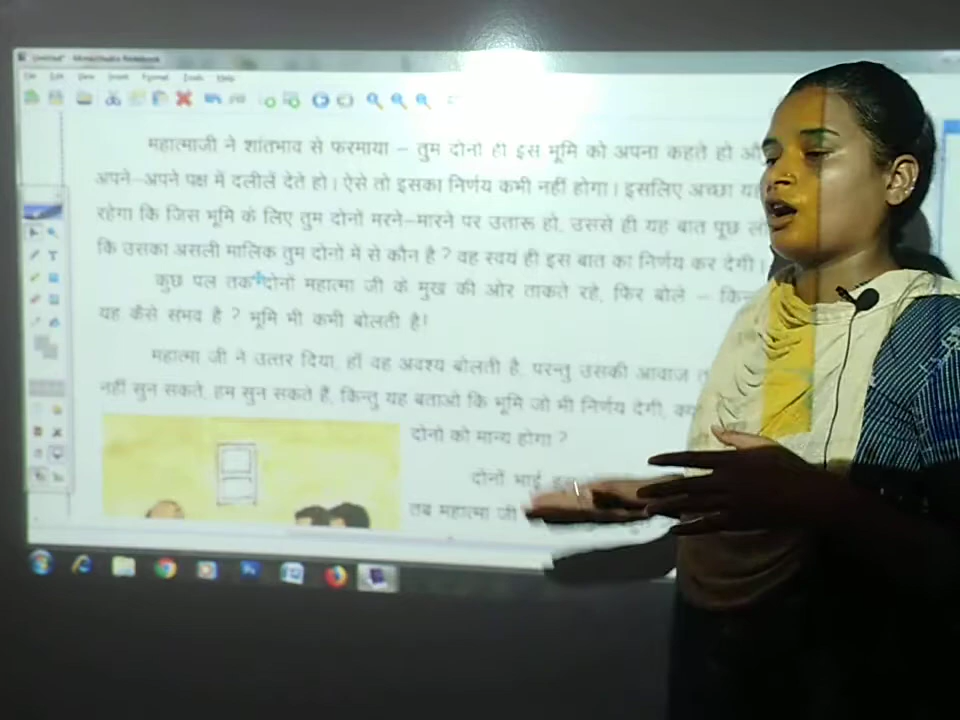 महात्माजी ने शांतभाव से फरमाया – तुम दोनों ही इस भूमि को अपना कहते हो
अपने-अपने पक्ष में दलीलें देते हो। ऐसे तो इसका निर्णय कभी नहीं होगा। इसलिए अच्छा
रहेगा कि जिस भूमि के लिए तुम दोनों मरने-मारने पर उतारू हो, उससे ही यह बात पूछ
कि उसका असली मालिक तुम दोनों में से कौन है ? वह स्वयं ही इस बात का निर्णय कर देगी।
कुछ पल तक दोनों महात्मा जी के मुख की ओर ताकते रहे, फिर बोले –
यह कैसे संभव है ? भूमि भी कभी बोलती है!
महात्मा जी ने उत्तर दिया, हाँ वह अवश्य बोलती है, परन्तु उसकी आवाज
नहीं सुन सकते, हम सुन सकते हैं, किन्तु यह बताओ कि भूमि जो भी निर्णय देगी,
दोनों को मान्य होगा ?
दोनों भाई
तब महात्मा जी